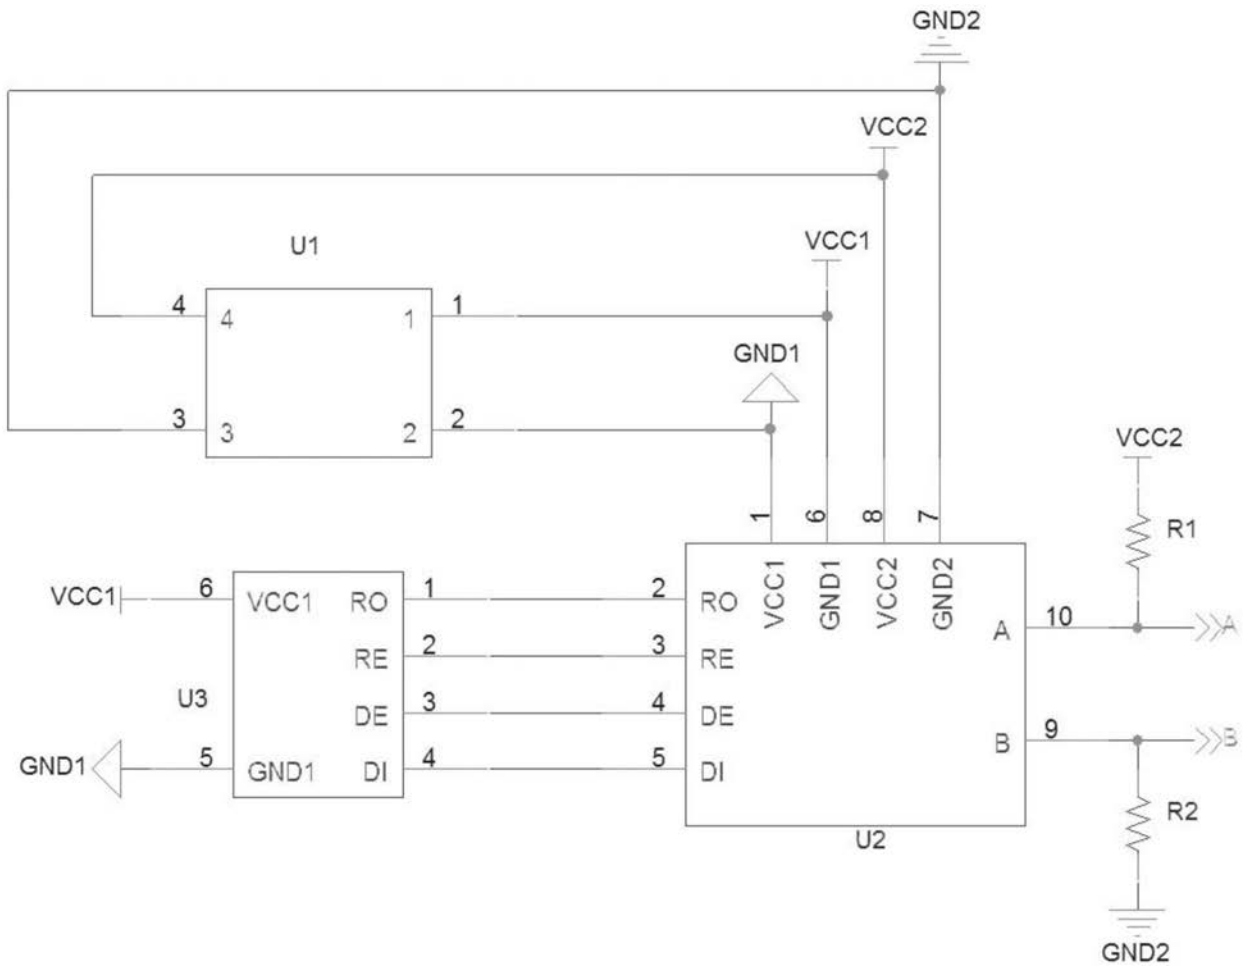 GND2
VCC2
U1
VCC1
4 4 1 1
GND1
3 3 2 2
VCC2
1 6 8 7
R1
VCC1 6 VCC1 RO 1 2 RO VCC1 GND1 VCC2 GND2
A 10 A
RE 2 3 RE
U3
DE 3 4 DE
B 9 B
GND1 5 GND1 DI 4 5 DI
R2
U2
GND2